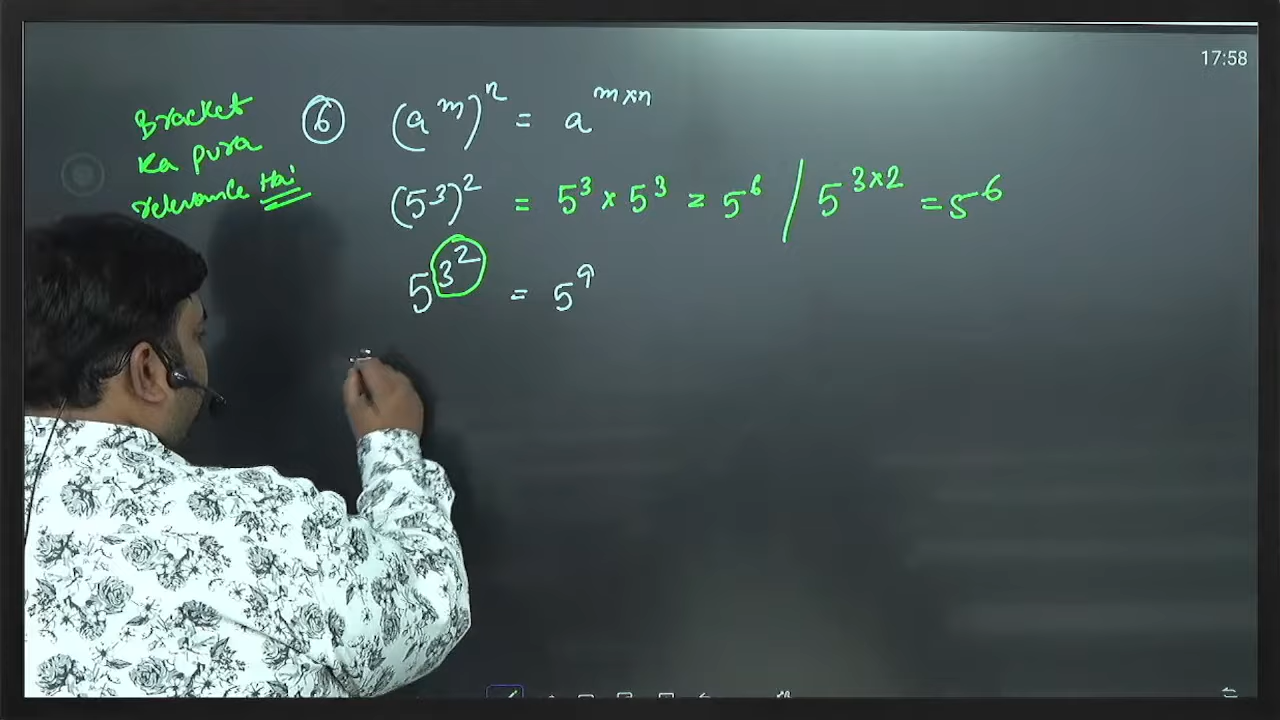 17:58
Bracket
Ka pura
relevance Hai
⑥ (a^m)^n = a^{m×n}
(5^3)^2 = 5^3 × 5^3 = 5^6 / 5^{3×2} = 5^6
5^{3^2} = 5^9